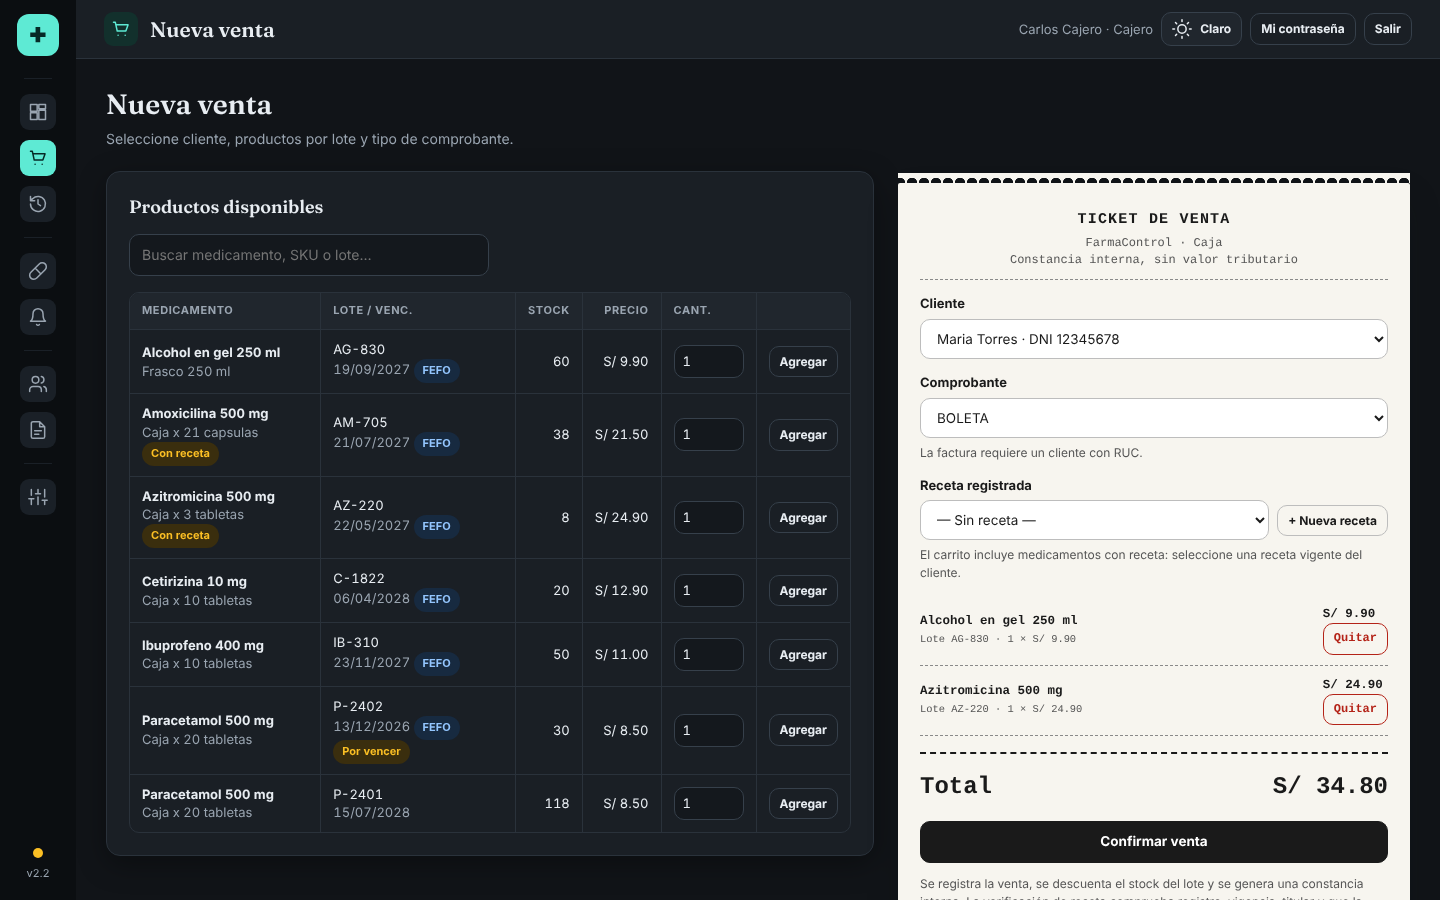 Nueva venta
Carlos Cajero · Cajero
Claro
Mi contraseña
Salir
Nueva venta
Seleccione cliente, productos por lote y tipo de comprobante.
Productos disponibles
Buscar medicamento, SKU o lote...
MEDICAMENTO LOTE / VENC. STOCK PRECIO CANT.
Alcohol en gel 250 ml
Frasco 250 ml
AG-830
19/09/2027 FEFO
60
S/ 9.90
1
Agregar
Amoxicilina 500 mg
Caja x 21 capsulas
Con receta
AM-705
21/07/2027 FEFO
38
S/ 21.50
1
Agregar
Azitromicina 500 mg
Caja x 3 tabletas
Con receta
AZ-220
22/05/2027 FEFO
8
S/ 24.90
1
Agregar
Cetirizina 10 mg
Caja x 10 tabletas
C-1822
06/04/2028 FEFO
20
S/ 12.90
1
Agregar
Ibuprofeno 400 mg
Caja x 10 tabletas
IB-310
23/11/2027 FEFO
50
S/ 11.00
1
Agregar
Paracetamol 500 mg
Caja x 20 tabletas
P-2402
13/12/2026 FEFO
Por vencer
30
S/ 8.50
1
Agregar
Paracetamol 500 mg
Caja x 20 tabletas
P-2401
15/07/2028
118
S/ 8.50
1
Agregar
TICKET DE VENTA
FarmaControl · Caja
Constancia interna, sin valor tributario
Cliente
Maria Torres · DNI 12345678
Comprobante
BOLETA
La factura requiere un cliente con RUC.
Receta registrada
— Sin receta —
+ Nueva receta
El carrito incluye medicamentos con receta: seleccione una receta vigente del
cliente.
Alcohol en gel 250 ml
Lote AG-830 · 1 × S/ 9.90
S/ 9.90
Quitar
Azitromicina 500 mg
Lote AZ-220 · 1 × S/ 24.90
S/ 24.90
Quitar
Total S/ 34.80
Confirmar venta
Se registra la venta, se descuenta el stock del lote y se genera una constancia
v2.2